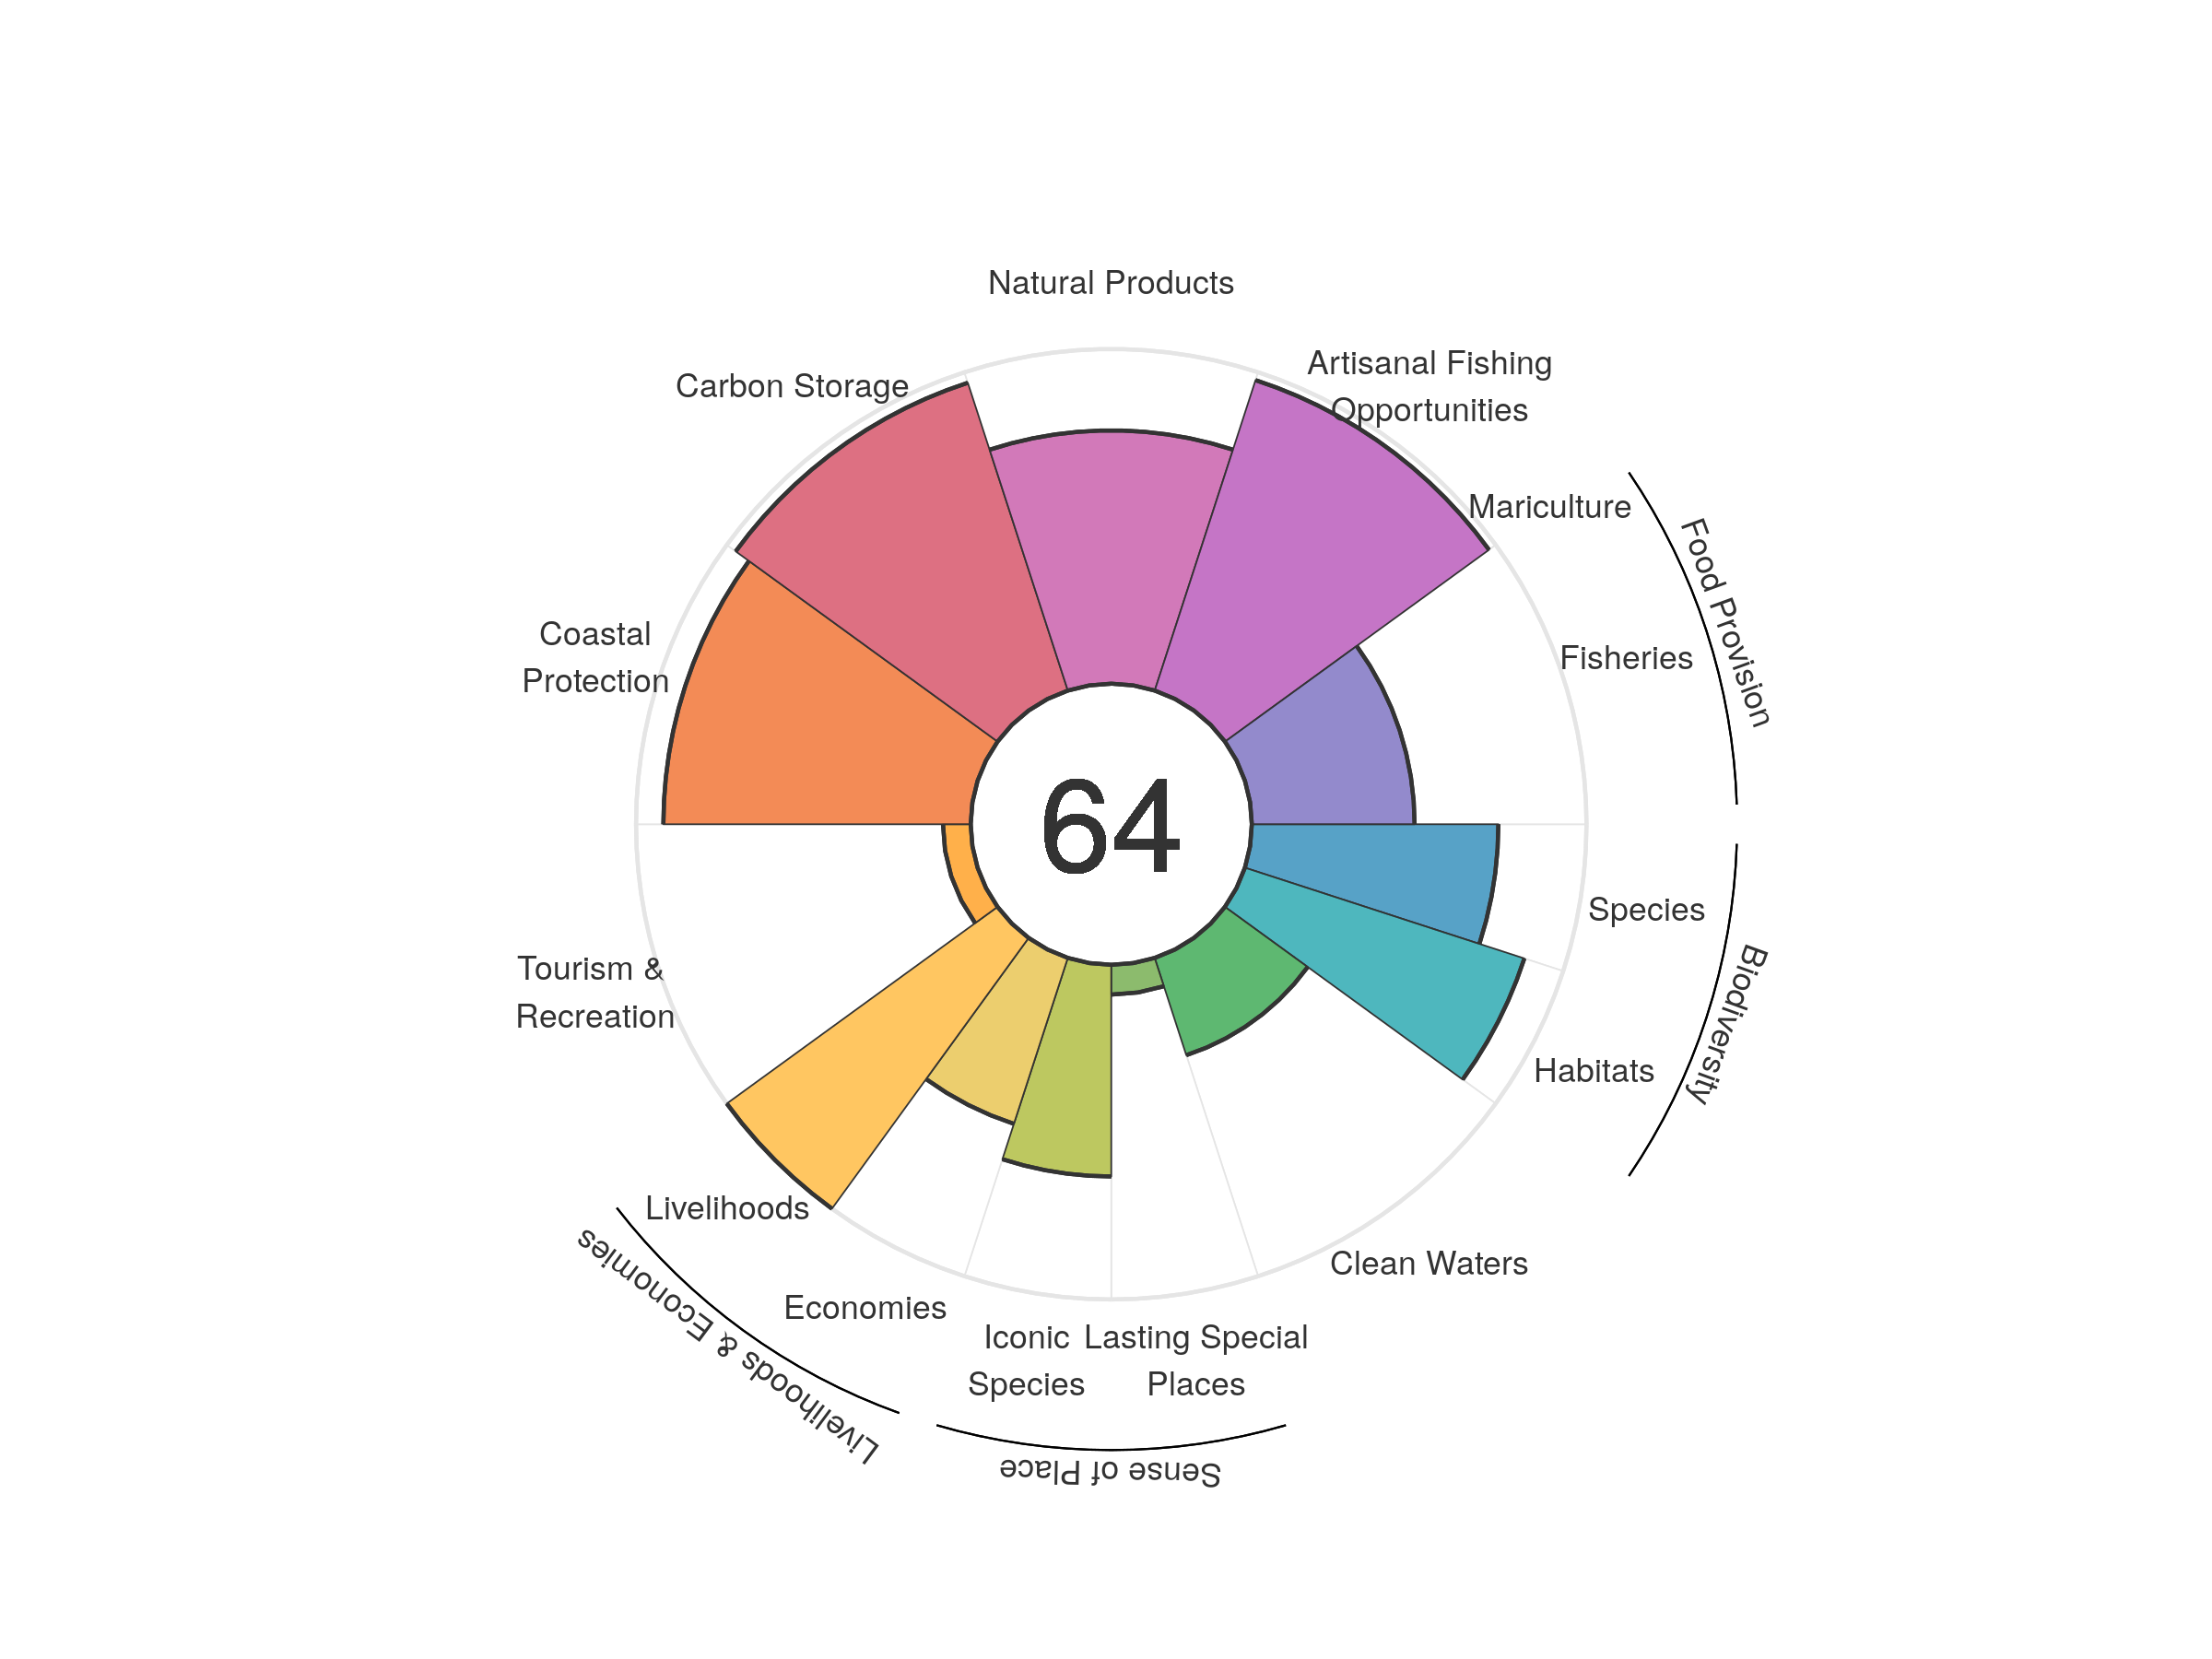 Natural Products
Artisanal Fishing
Opportunities
Carbon Storage
Mariculture
Food Provision
Fisheries
Coastal
Protection
64
Species
Biodiversity
Tourism &
Recreation
Habitats
Livelihoods
Clean Waters
Livelihoods & Economies
Economies
Iconic
Species
Lasting Special
Places
Sense of Place